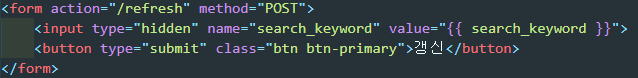 <form action="/refresh" method="POST">
<input type="hidden" name="search_keyword" value="{{ search_keyword }}">
<button type="submit" class="btn btn-primary">갱신</button>
</form>